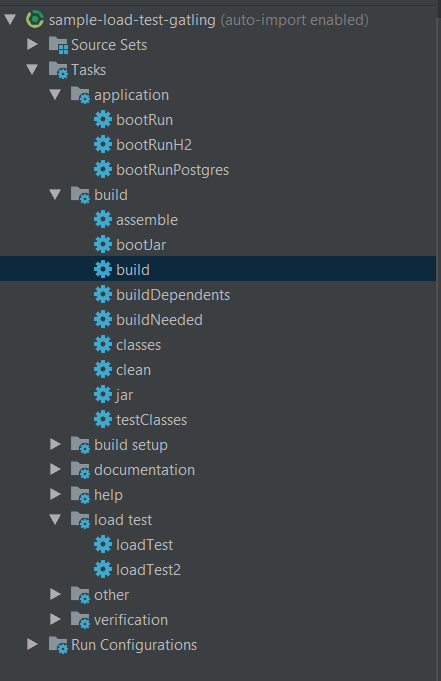 sample-load-test-gatling (auto-import enabled)
Source Sets
Tasks
application
bootRun
bootRunH2
bootRunPostgres
build
assemble
bootJar
build
buildDependents
buildNeeded
classes
clean
jar
testClasses
build setup
documentation
help
load test
loadTest
loadTest2
other
verification
Run Configurations